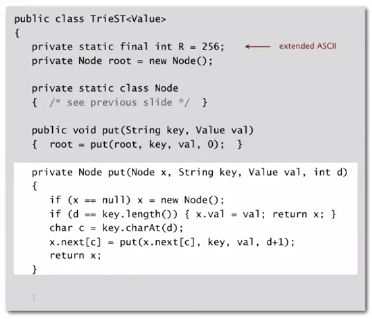 public class TrieST<Value>
{
private static final int R = 256; extended ASCII
private Node root = new Node();
private static class Node
{ /* see previous slide */ }
public void put(String key, Value val)
{ root = put(root, key, val, 0); }
private Node put(Node x, String key, Value val, int d)
{
if (x == null) x = new Node();
if (d == key.length()) { x.val = val; return x; }
char c = key.charAt(d);
x.next[c] = put(x.next[c], key, val, d+1);
return x;
}
⋮